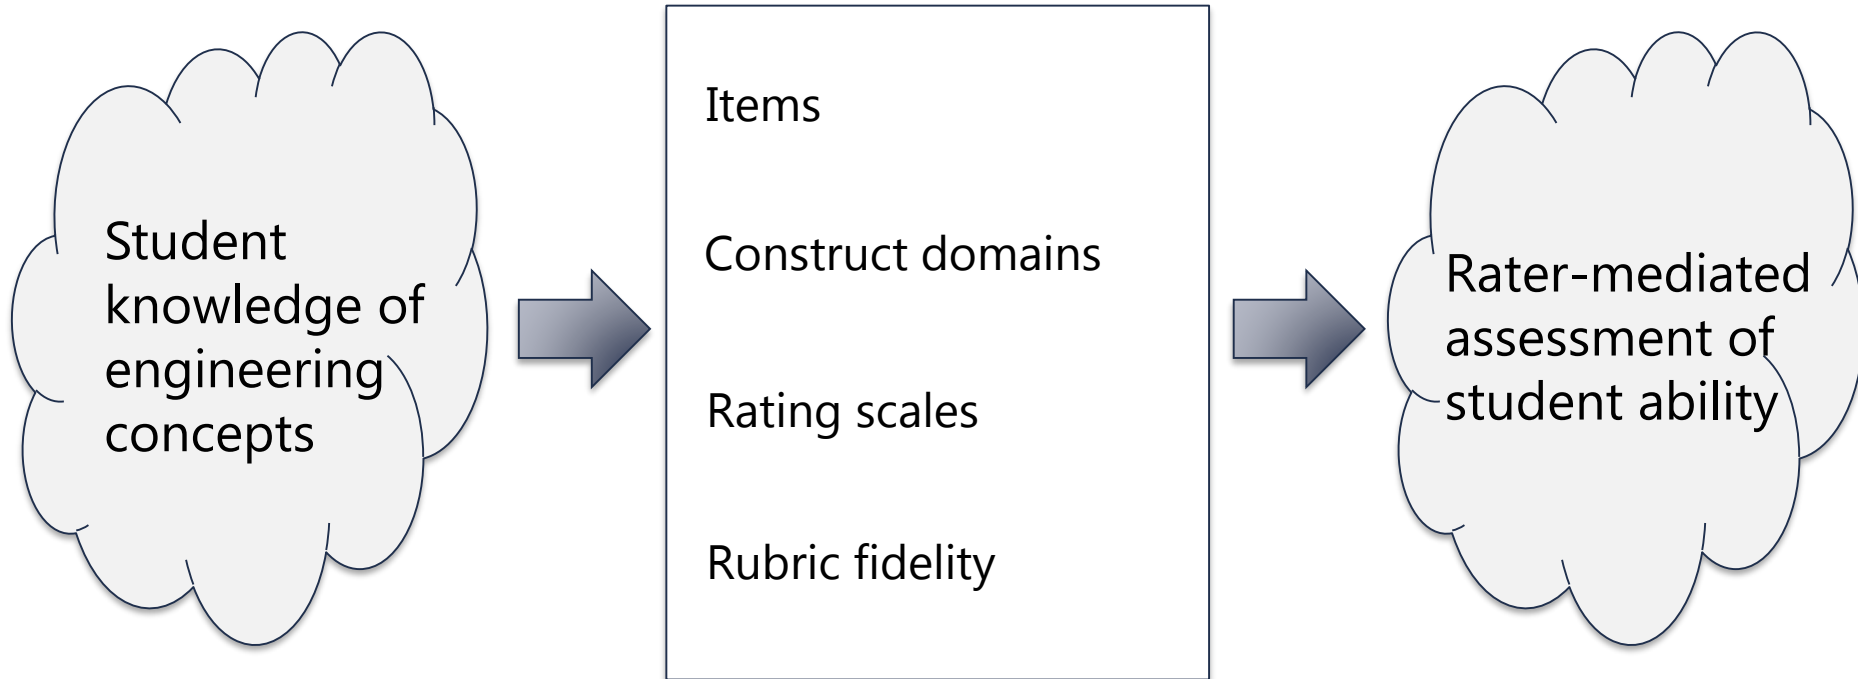 Student
knowledge of
engineering
concepts
Items
Construct domains
Rating scales
Rubric fidelity
Rater-mediated
assessment of
student ability